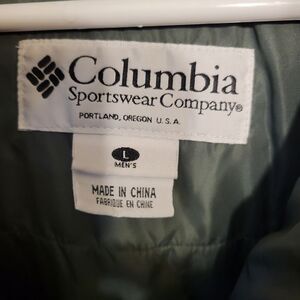 Columbia
Sportswear Company®
PORTLAND, OREGON U.S.A.
L
MEN'S
MADE IN CHINA
FABRIQUE EN CHINE